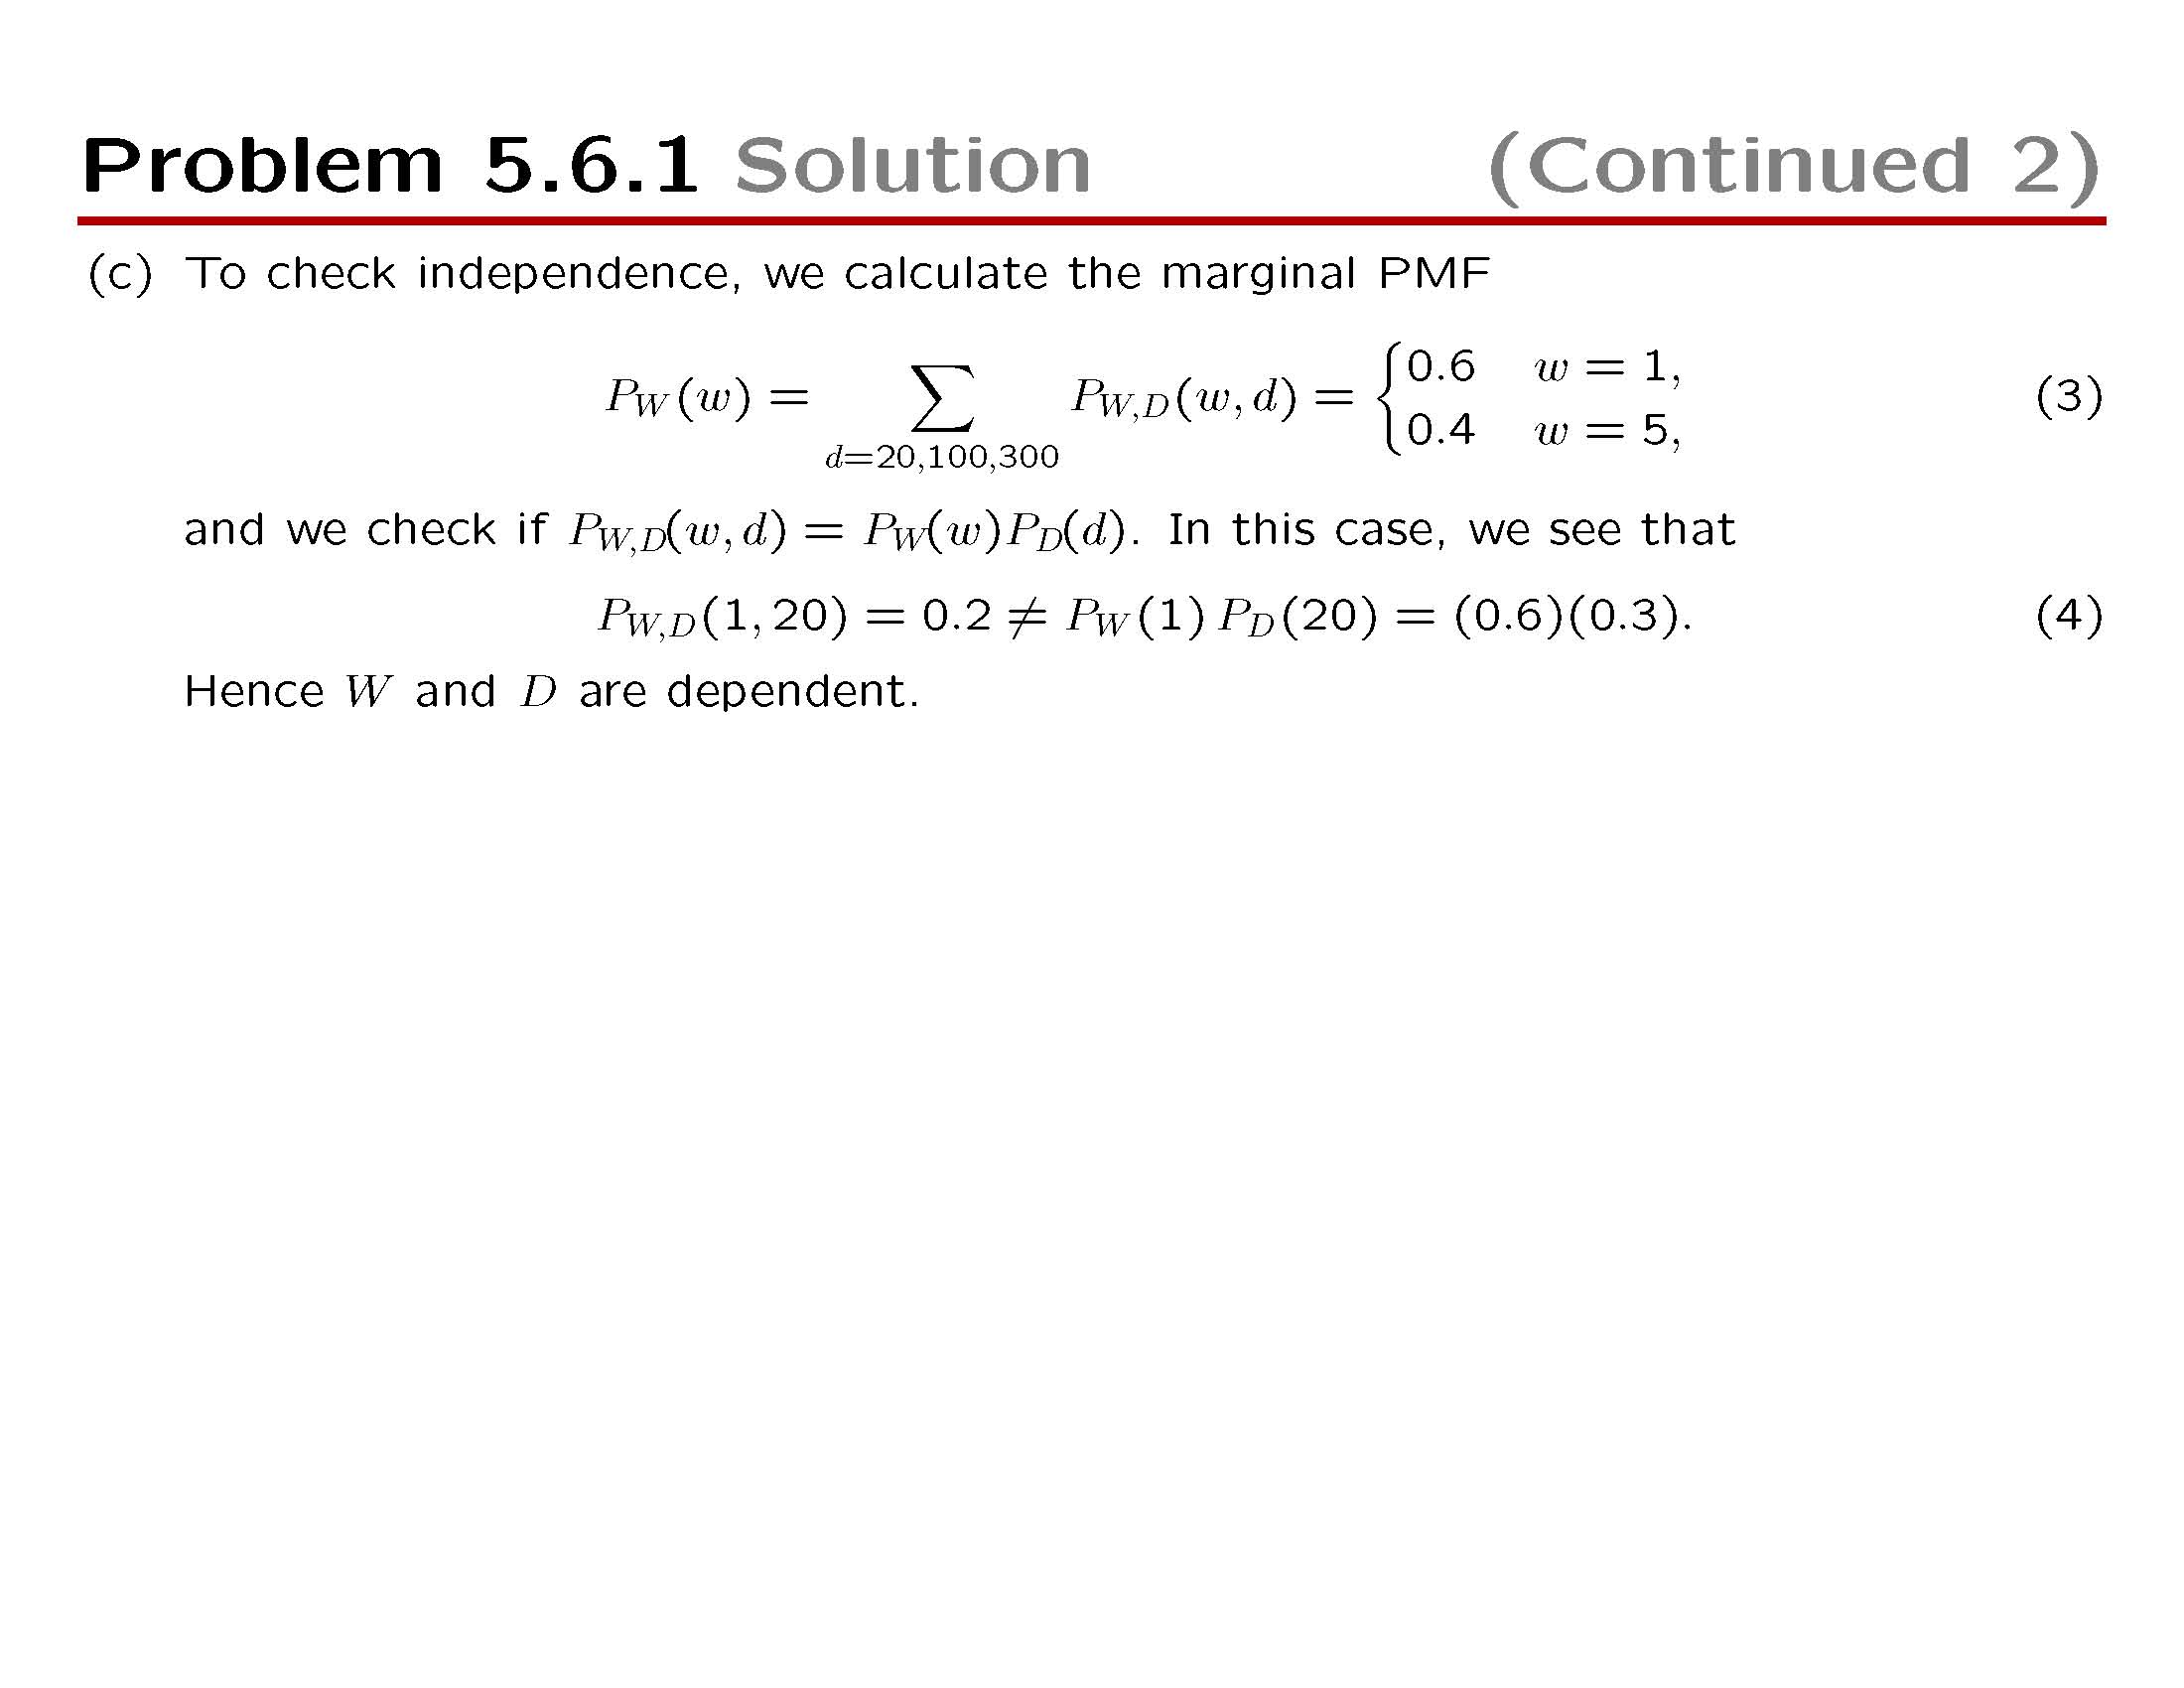 Problem 5.6.1 Solution (Continued 2)
(c) To check independence, we calculate the marginal PMF
P_W(w) = ∑_{d=20,100,300} P_{W,D}(w, d) = { 0.6 w = 1, 0.4 w = 5, (3)
and we check if P_{W,D}(w, d) = P_W(w)P_D(d). In this case, we see that
P_{W,D}(1, 20) = 0.2 ≠ P_W(1) P_D(20) = (0.6)(0.3). (4)
Hence W and D are dependent.